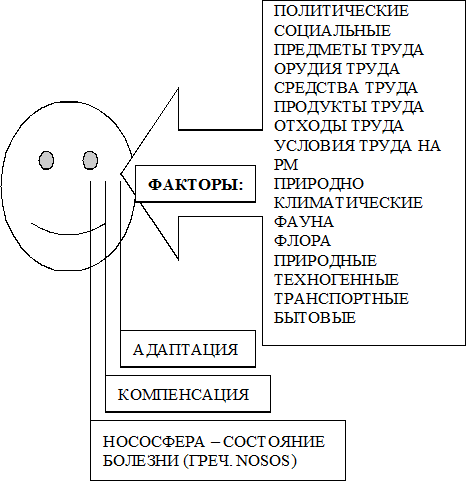 ПОЛИТИЧЕСКИЕ
СОЦИАЛЬНЫЕ
ПРЕДМЕТЫ ТРУДА
ОРУДИЯ ТРУДА
СРЕДСТВА ТРУДА
ПРОДУКТЫ ТРУДА
ОТХОДЫ ТРУДА
УСЛОВИЯ ТРУДА НА
РМ
ПРИРОДНО
КЛИМАТИЧЕСКИЕ
ФАУНА
ФЛОРА
ПРИРОДНЫЕ
ТЕХНОГЕННЫЕ
ТРАНСПОРТНЫЕ
БЫТОВЫЕ
ФАКТОРЫ:
АДАПТАЦИЯ
КОМПЕНСАЦИЯ
НОСОСФЕРА – СОСТОЯНИЕ
БОЛЕЗНИ (ГРЕЧ. NOSOS)